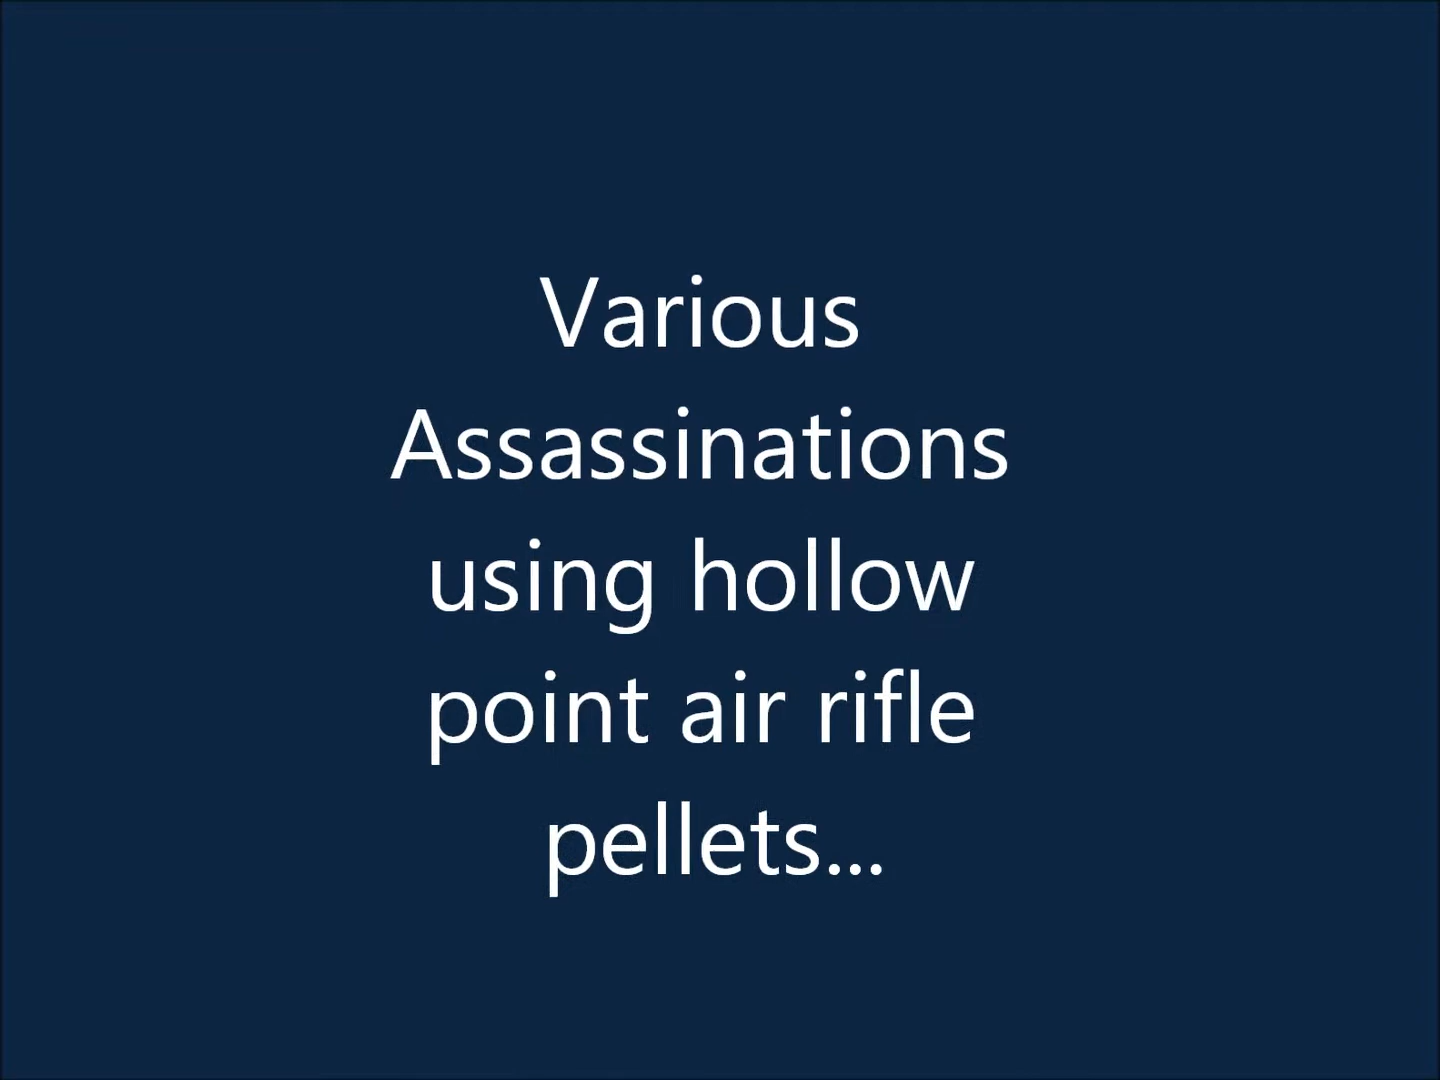 Various
Assassinations
using hollow
point air rifle
pellets...